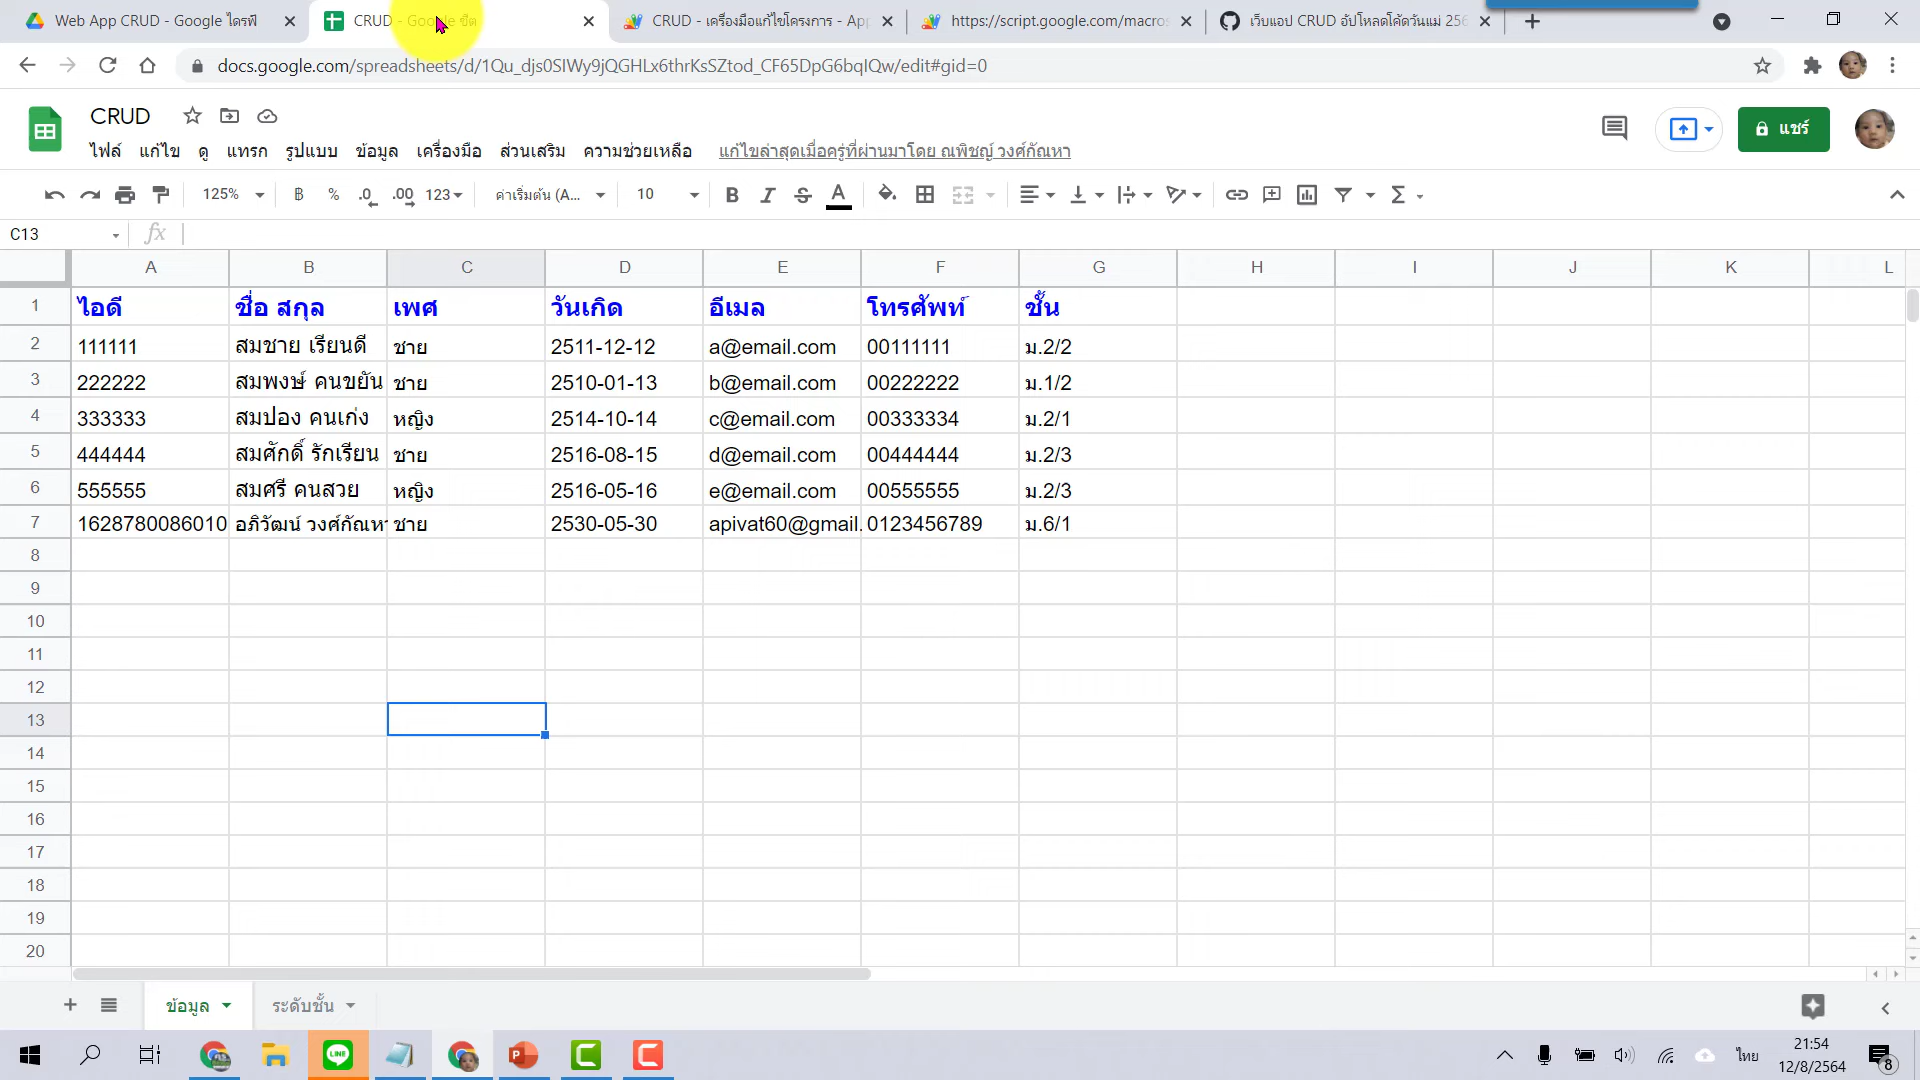 Web App CRUD - Google ไดรฟ์
CRUD - Google ชีต
CRUD - เครื่องมือแก้ไขโครงการ - App
https://script.google.com/macros
เว็บแอป CRUD อัปโหลดโค้ดวันแม่ 256
docs.google.com/spreadsheets/d/1Qu_djs0SIWy9jQGHLx6thrKsSZtod_CF65DpG6bqIQw/edit#gid=0
CRUD
แชร์
ไฟล์ แก้ไข ดู แทรก รูปแบบ ข้อมูล เครื่องมือ ส่วนเสริม ความช่วยเหลือ แก้ไขล่าสุดเมื่อครู่ที่ผ่านมาโดย ณพิชญ์ วงศ์กัณหา
125% ฿ % .0 .00 123 ค่าเริ่มต้น (A... 10 B I S A Σ
C13 fx
A B C D E F G H I J K L
1 ไอดี ชื่อ สกุล เพศ วันเกิด อีเมล โทรศัพท์ ชั้น
2 111111 สมชาย เรียนดี ชาย 2511-12-12 a@email.com 00111111 ม.2/2
3 222222 สมพงษ์ คนขยัน ชาย 2510-01-13 b@email.com 00222222 ม.1/2
4 333333 สมปอง คนเก่ง หญิง 2514-10-14 c@email.com 00333334 ม.2/1
5 444444 สมศักดิ์ รักเรียน ชาย 2516-08-15 d@email.com 00444444 ม.2/3
6 555555 สมศรี คนสวย หญิง 2516-05-16 e@email.com 00555555 ม.2/3
7 1628780086010 อภิวัฒน์ วงศ์กัณหา ชาย 2530-05-30 apivat60@gmail. 0123456789 ม.6/1
8
9
10
11
12
13
14
15
16
17
18
19
20
ข้อมูล ระดับชั้น
LINE
P
C
C
ไทย
21:54
12/8/2564
8